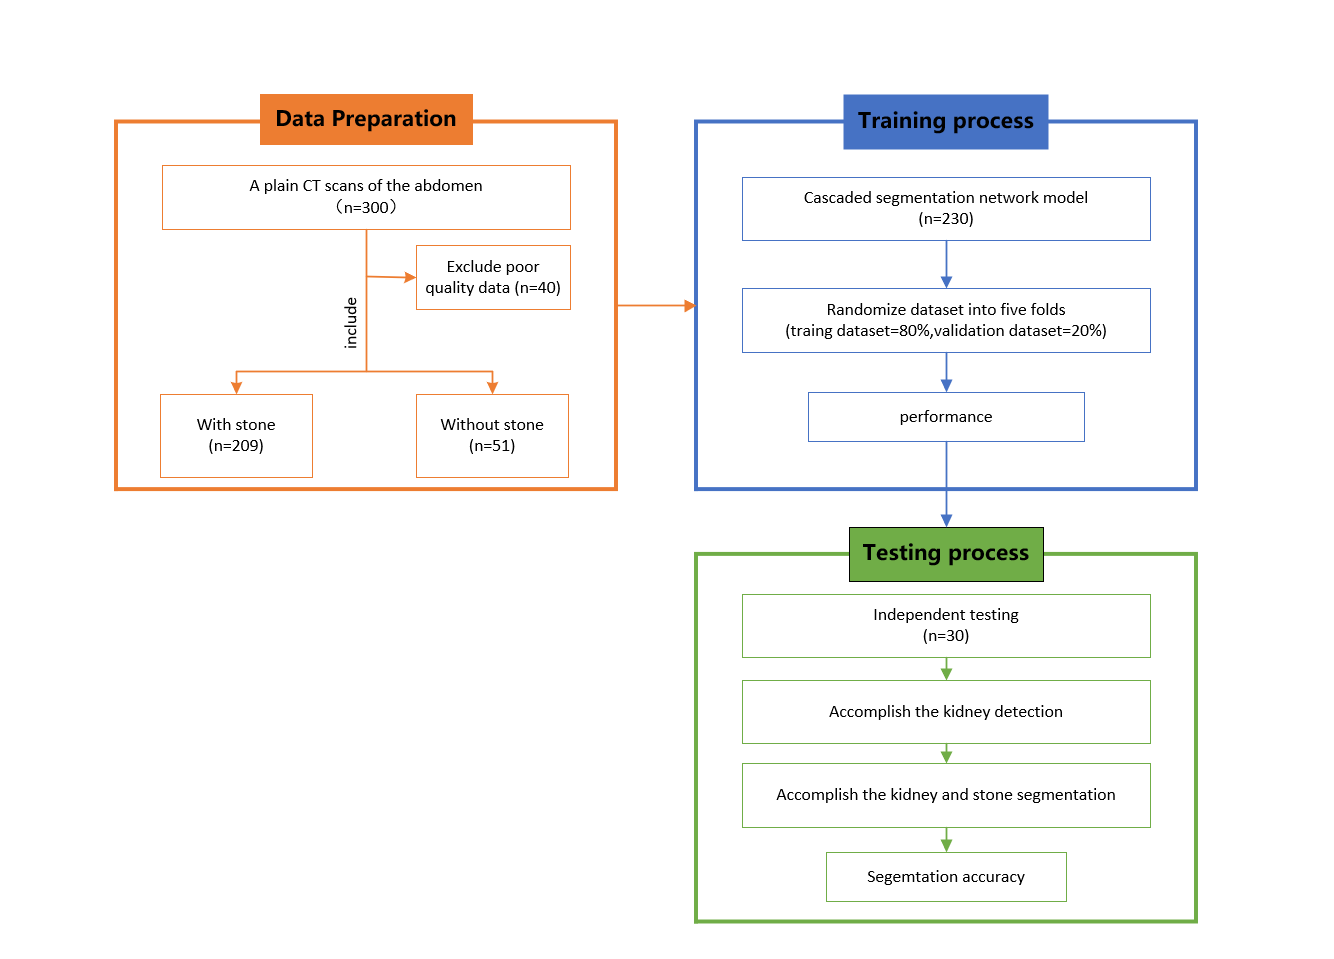 Data Preparation
A plain CT scans of the abdomen
（n=300）
Exclude poor
quality data (n=40)
include
With stone
(n=209)
Without stone
(n=51)
Training process
Cascaded segmentation network model
(n=230)
Randomize dataset into five folds
(traing dataset=80%,validation dataset=20%)
performance
Testing process
Independent testing
(n=30)
Accomplish the kidney detection
Accomplish the kidney and stone segmentation
Segemtation accuracy